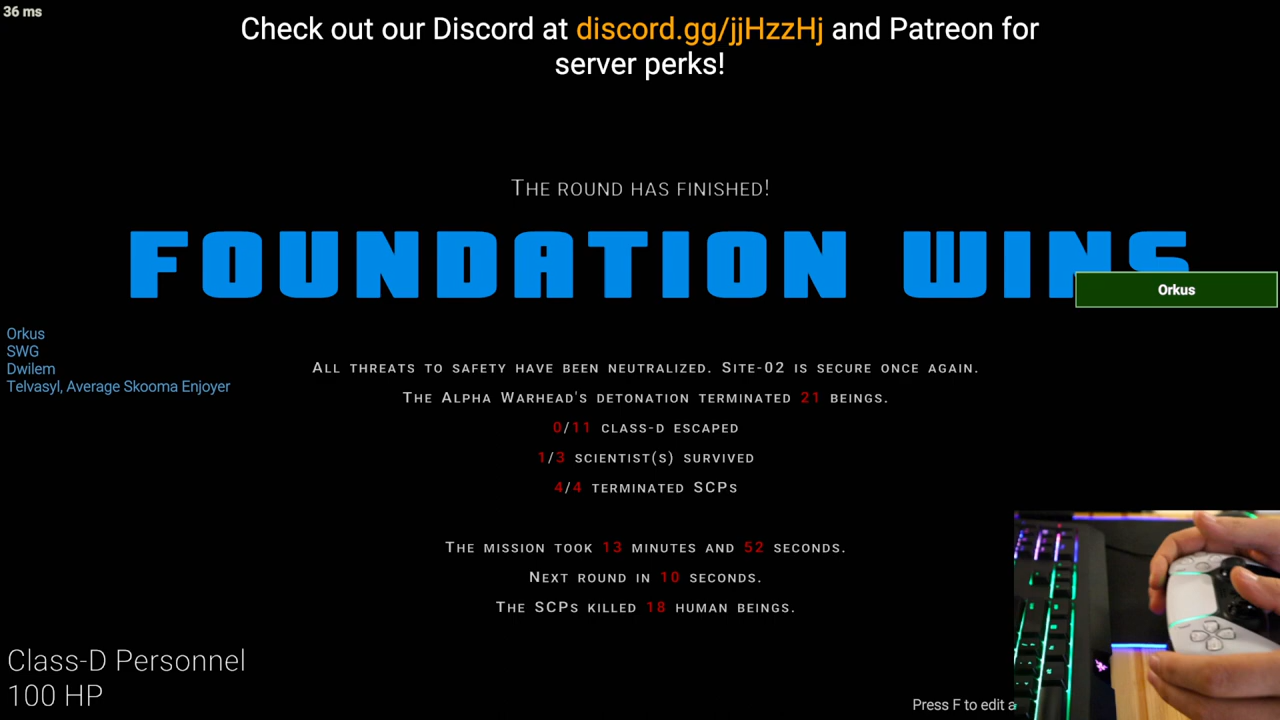 36 ms
Check out our Discord at discord.gg/jjHzzHj and Patreon for
server perks!
THE ROUND HAS FINISHED!
FOUNDATION WINS
Orkus
Orkus
SWG
Dwilem
Telvasyl, Average Skooma Enjoyer
ALL THREATS TO SAFETY HAVE BEEN NEUTRALIZED. SITE-02 IS SECURE ONCE AGAIN.
THE ALPHA WARHEAD'S DETONATION TERMINATED 21 BEINGS.
0/11 CLASS-D ESCAPED
1/3 SCIENTIST(S) SURVIVED
4/4 TERMINATED SCPS
THE MISSION TOOK 13 MINUTES AND 52 SECONDS.
NEXT ROUND IN 10 SECONDS.
THE SCPS KILLED 18 HUMAN BEINGS.
Class-D Personnel
100 HP
Press F to edit a